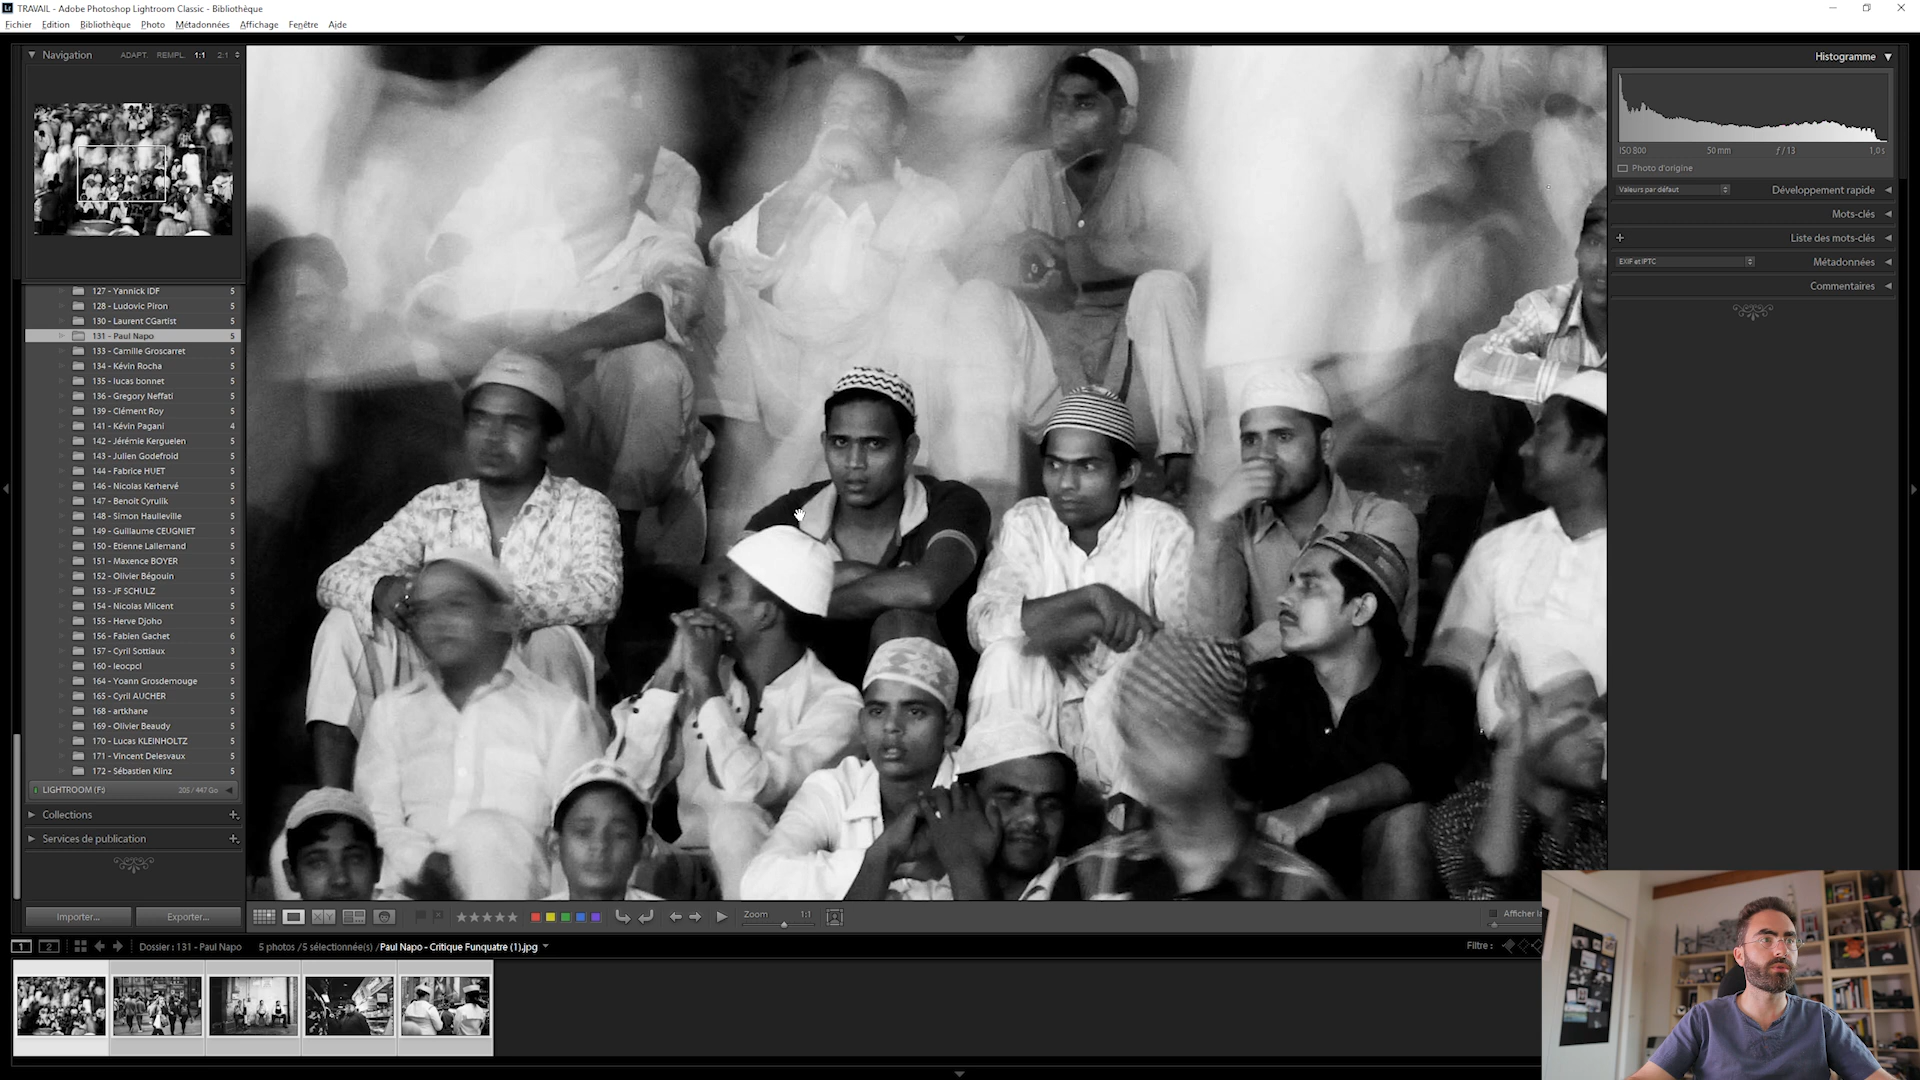 TRAVAIL - Adobe Photoshop Lightroom Classic - Bibliothèque
Fichier Edition Bibliothèque Photo Métadonnées Affichage Fenêtre Aide
Navigation ADAPT. REMPL. 1:1 2:1
127 - Yannick IDF 5
128 - Ludovic Piron 5
130 - Laurent CGartist 5
131 - Paul Napo 5
133 - Camille Groscarret 5
134 - Kévin Rocha 5
135 - lucas bonnet 5
136 - Gregory Neffati 5
139 - Clément Roy 5
141 - Kévin Pagani 4
142 - Jérémie Kerguelen 5
143 - Julien Godefroid 5
144 - Fabrice HUET 5
146 - Nicolas Kerhervé 5
147 - Benoit Cyrulik 5
148 - Simon Haulleville 5
149 - Guillaume CEUGNIET 5
150 - Etienne Lallemand 5
151 - Maxence BOYER 5
152 - Olivier Bégouin 5
153 - JF SCHULZ 5
154 - Nicolas Milcent 5
155 - Herve Djoho 5
156 - Fabien Gachet 6
157 - Cyril Sottiaux 3
160 - leocpcl 5
164 - Yoann Grosdemouge 5
165 - Cyril AUCHER 5
168 - artkhane 5
169 - Olivier Beaudy 5
170 - Lucas KLEINHOLTZ 5
171 - Vincent Delesvaux 5
172 - Sébastien Klinz 5
LIGHTROOM (F:) 205 / 447 Go
Collections
Services de publication
Importer... Exporter...
Histogramme
ISO 800 50 mm ƒ / 13 1,0 s
Photo d'origine
Valeurs par défaut Développement rapide
Mots-clés
Liste des mots-clés
EXIF et IPTC Métadonnées
Commentaires
X Y Zoom 1:1 Afficher la
1 2 Dossier : 131 - Paul Napo 5 photos / 5 sélectionnée(s) / Paul Napo - Critique Funquatre (1).jpg Filtre :